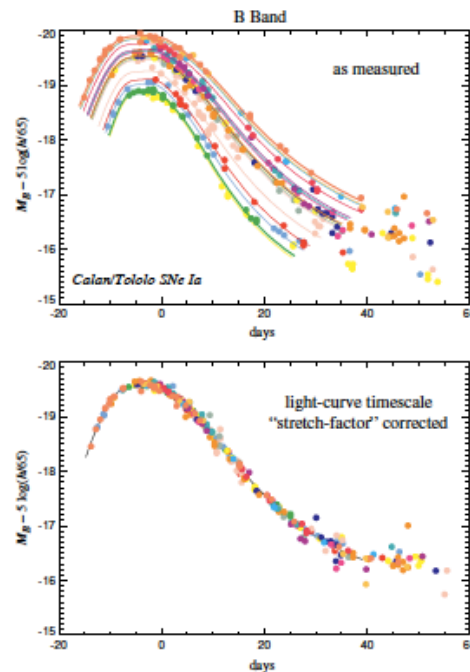 B Band
-20
-19
-18
-17
-16
-15
M_B – 5 log(h/65)
as measured
Calan/Tololo SNe Ia
-20
0
20
40
6
days
-20
-19
-18
-17
-16
-15
M_B – 5 log(h/65)
light-curve timescale
“stretch-factor” corrected
-20
0
20
40
6
days